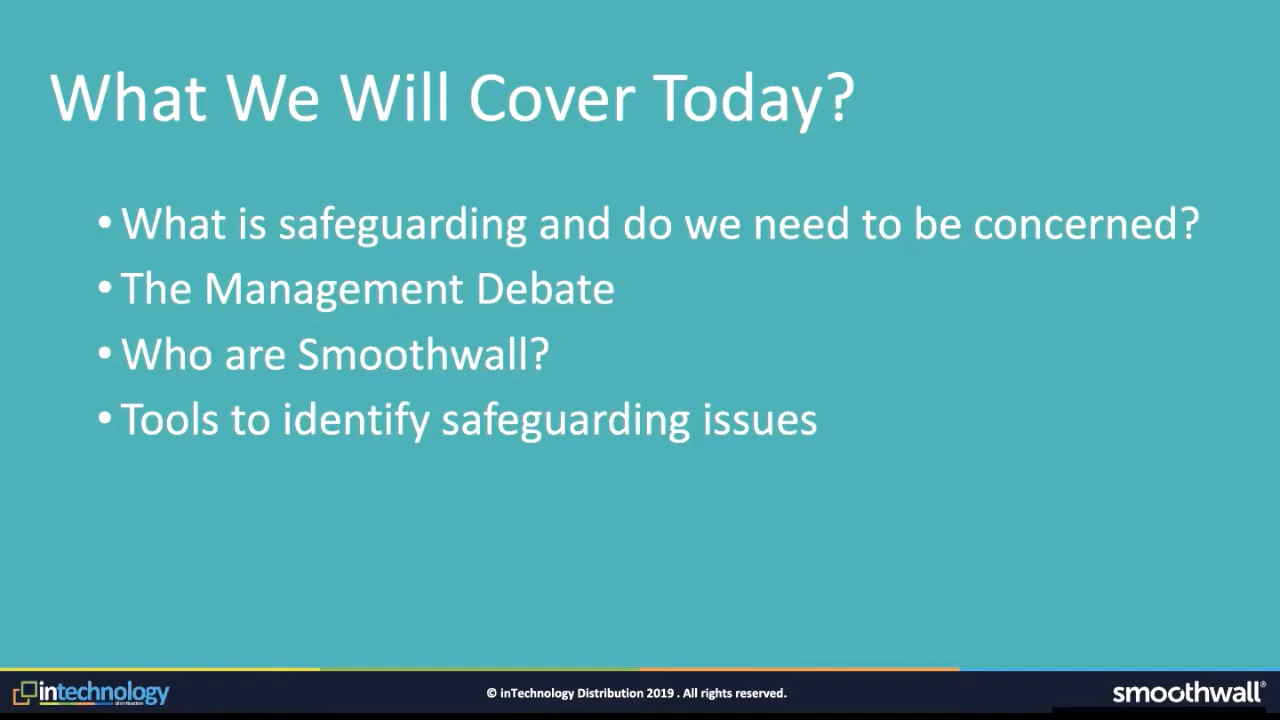 What We Will Cover Today?
• What is safeguarding and do we need to be concerned?
• The Management Debate
• Who are Smoothwall?
• Tools to identify safeguarding issues
intechnology
distribution
© inTechnology Distribution 2019 . All rights reserved.
smoothwall®